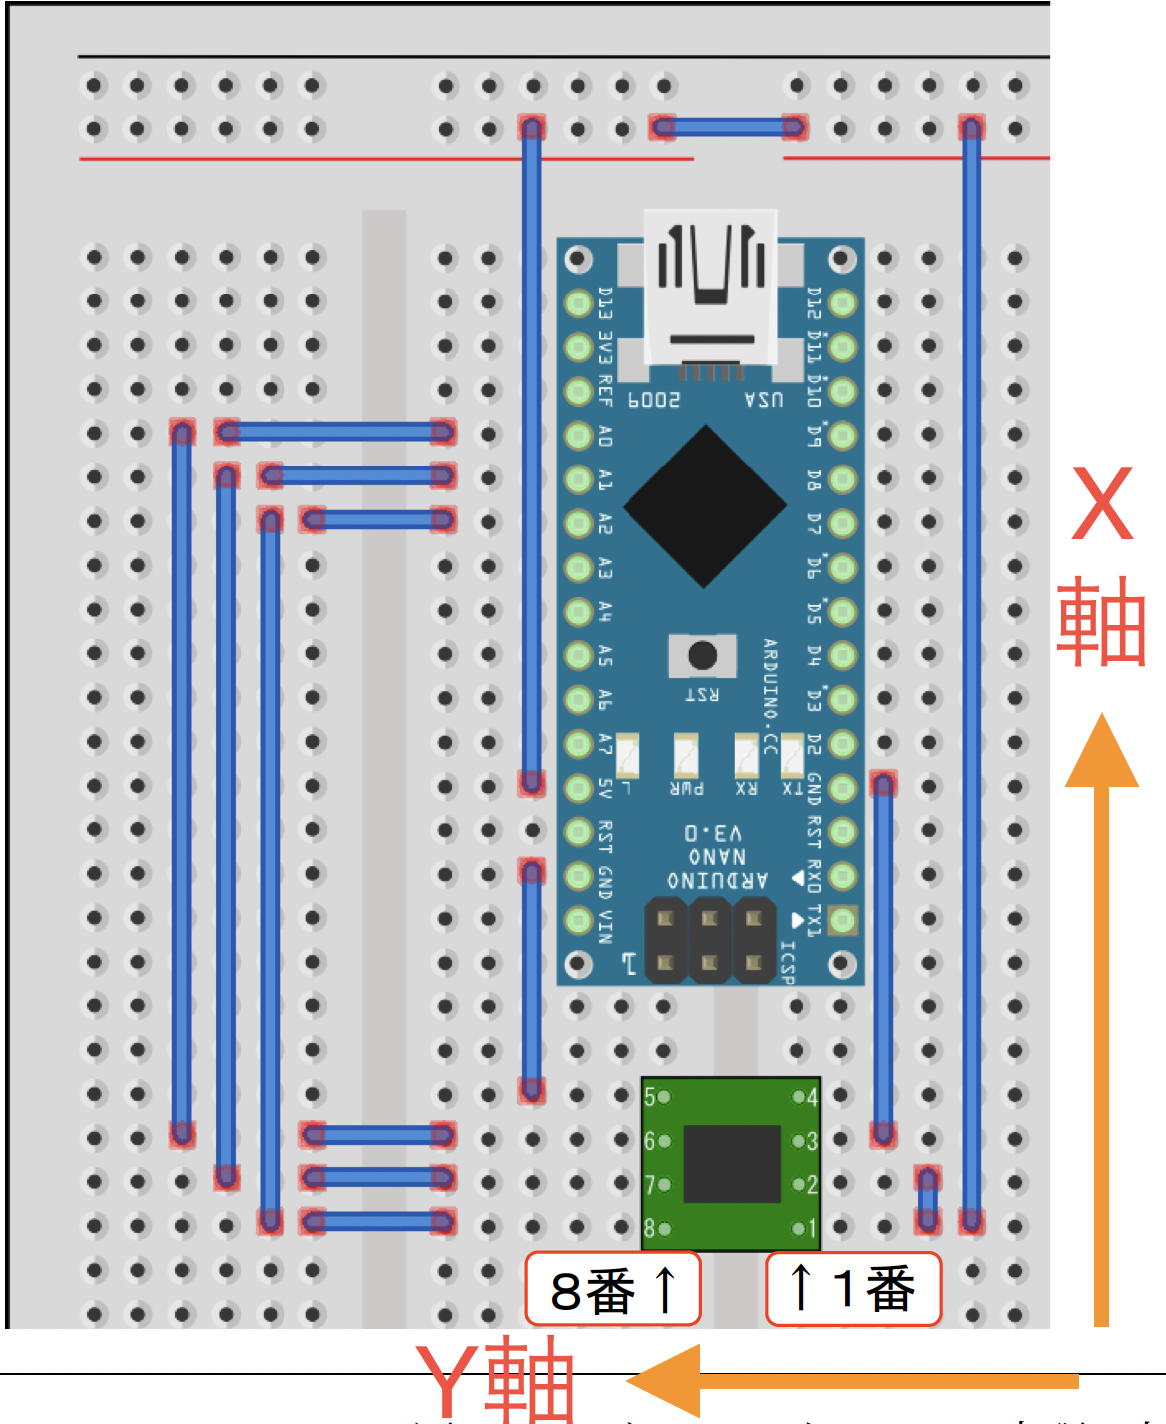 D13
3V3
REF
A0
A1
A2
A3
A4
A5
A6
A7
5V
RST
GND
VIN
D12
D11*
D10*
D9*
D8
D7
D6*
D5*
D4
D3*
D2
GND
RST
RX0
TX1
2009
USA
RST
ARDUINO.CC
L
PWR
RX
TX
ARDUINO
NANO
V3.0
1
ICSP
5 4
6 3
7 2
8 1
8番↑
↑1番
X
軸
Y軸